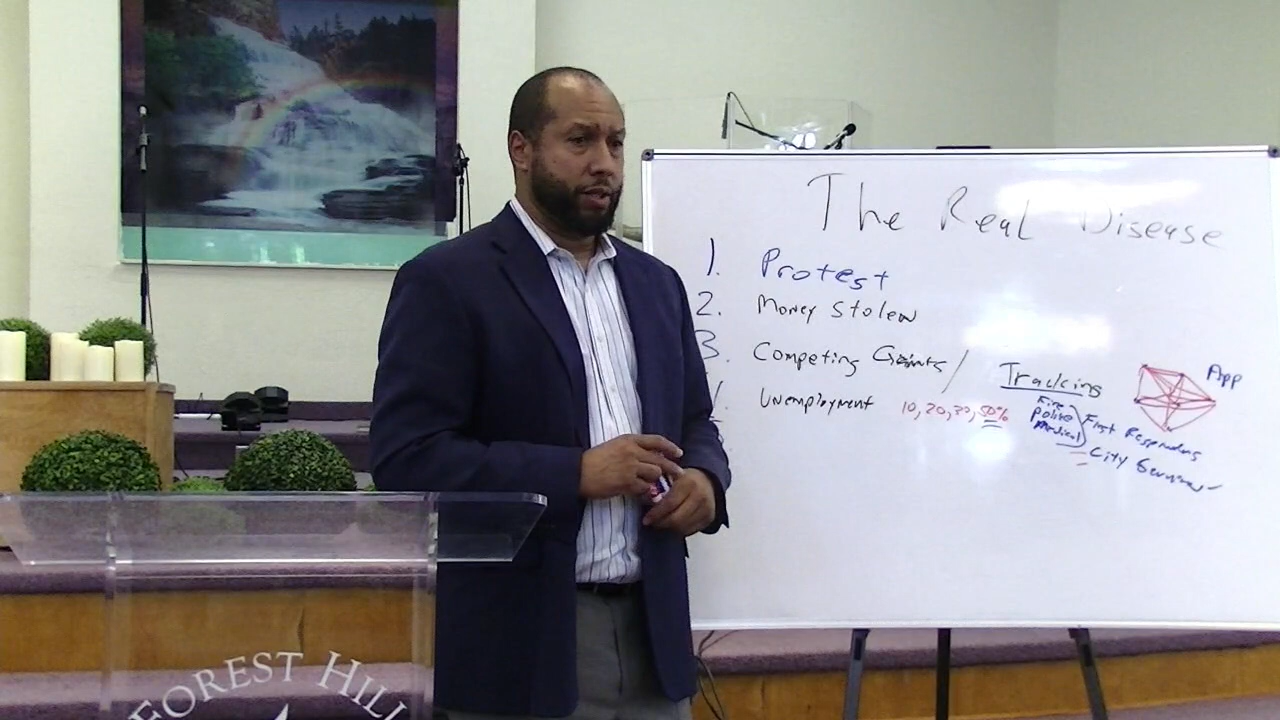 The Real Disease
1. Protest
2. Money Stolen
3. Competing Giants /
Unemployment 10, 20, 30, 50%
Tracking
Fire
Police
Medical
First Responders
City Services
App
FOREST HILL